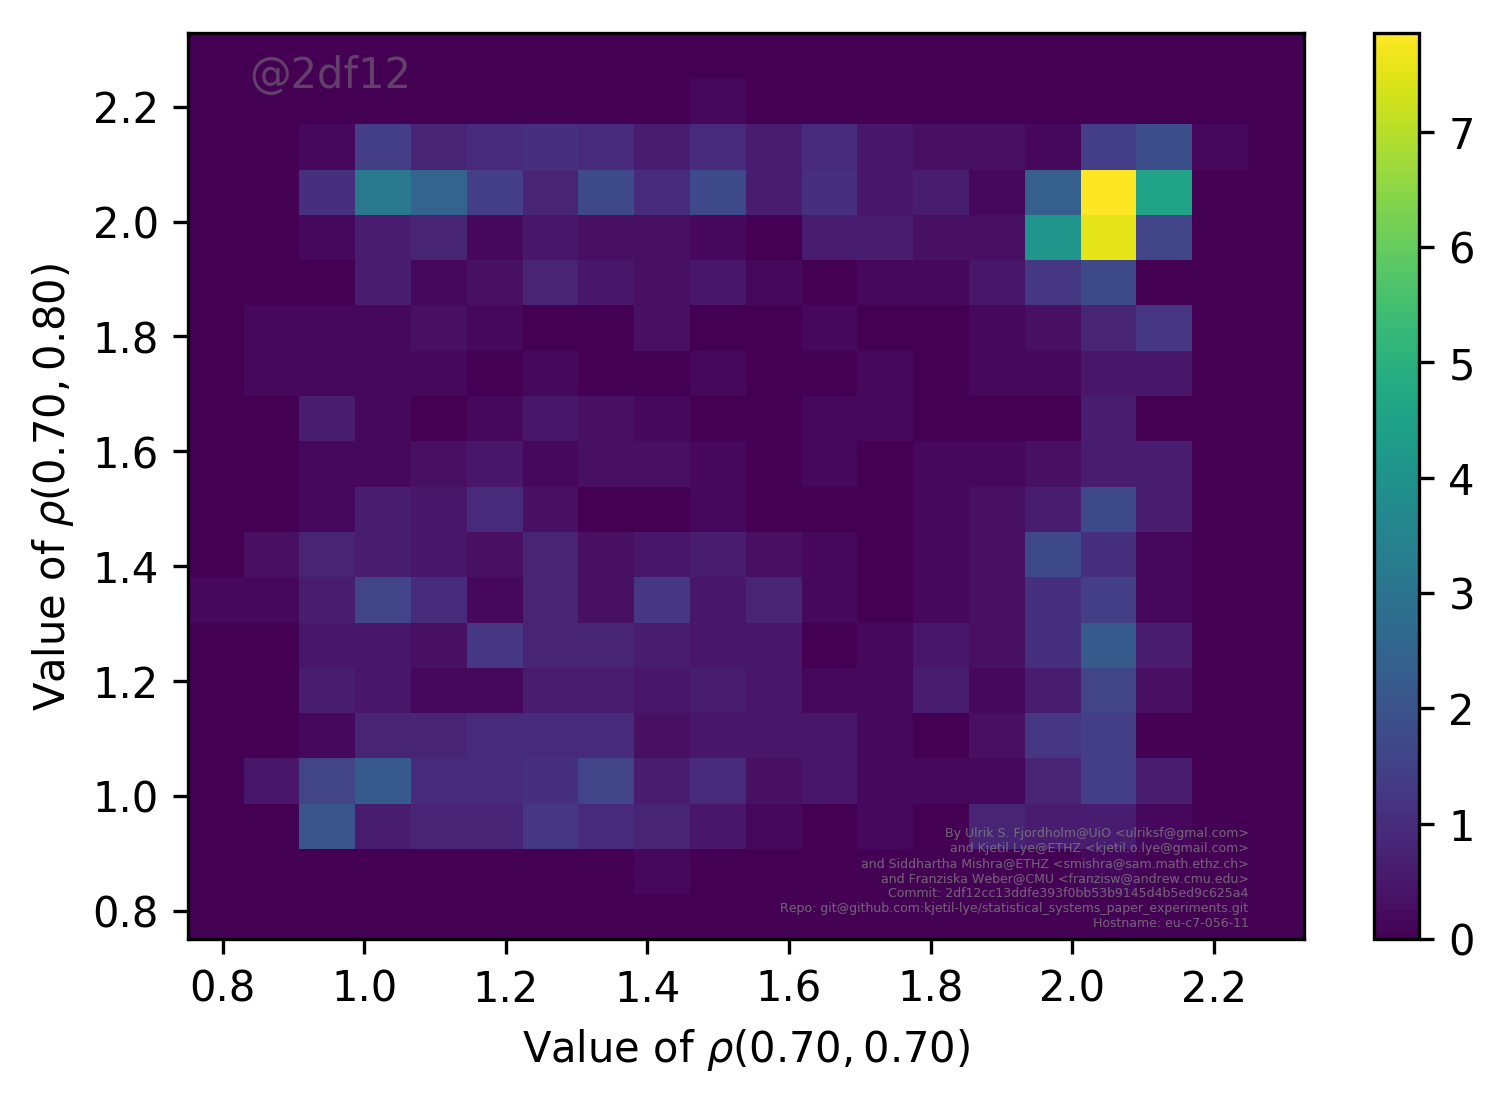 @2df12
2.2
2.0
1.8
1.6
1.4
1.2
1.0
0.8
Value of ρ(0.70, 0.80)
0.8 1.0 1.2 1.4 1.6 1.8 2.0 2.2
Value of ρ(0.70, 0.70)
7
6
5
4
3
2
1
0
By Ulrik S. Fjordholm@UiO <ulriksf@gmal.com>
and Kjetil Lye@ETHZ <kjetil.o.lye@gmail.com>
and Siddhartha Mishra@ETHZ <smishra@sam.math.ethz.ch>
and Franziska Weber@CMU <franzisw@andrew.cmu.edu>
Commit: 2df12cc13ddfe393f0bb53b9145d4b5ed9c625a4
Repo: git@github.com:kjetil-lye/statistical_systems_paper_experiments.git
Hostname: eu-c7-056-11